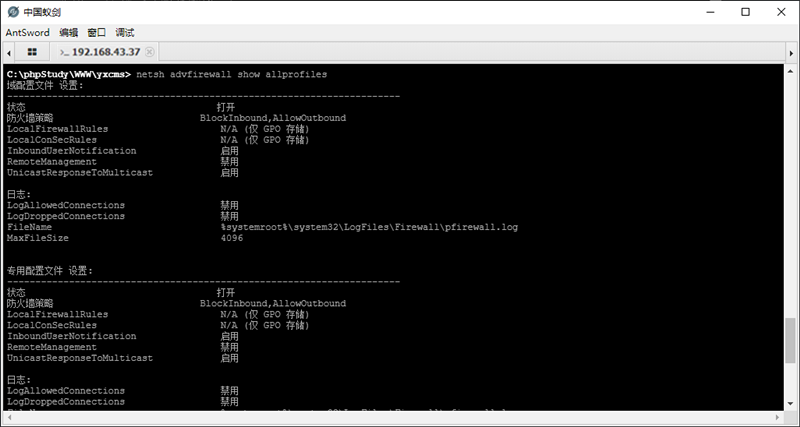 中国蚁剑
AntSword 编辑 窗口 调试
>_ 192.168.43.37
C:\phpStudy\WWW\yxcms> netsh advfirewall show allprofiles
域配置文件 设置:
----------------------------------------------------------------------
状态 打开
防火墙策略 BlockInbound,AllowOutbound
LocalFirewallRules N/A (仅 GPO 存储)
LocalConSecRules N/A (仅 GPO 存储)
InboundUserNotification 启用
RemoteManagement 禁用
UnicastResponseToMulticast 启用
日志:
LogAllowedConnections 禁用
LogDroppedConnections 禁用
FileName %systemroot%\system32\LogFiles\Firewall\pfirewall.log
MaxFileSize 4096
专用配置文件 设置:
----------------------------------------------------------------------
状态 打开
防火墙策略 BlockInbound,AllowOutbound
LocalFirewallRules N/A (仅 GPO 存储)
LocalConSecRules N/A (仅 GPO 存储)
InboundUserNotification 启用
RemoteManagement 禁用
UnicastResponseToMulticast 启用
日志:
LogAllowedConnections 禁用
LogDroppedConnections 禁用